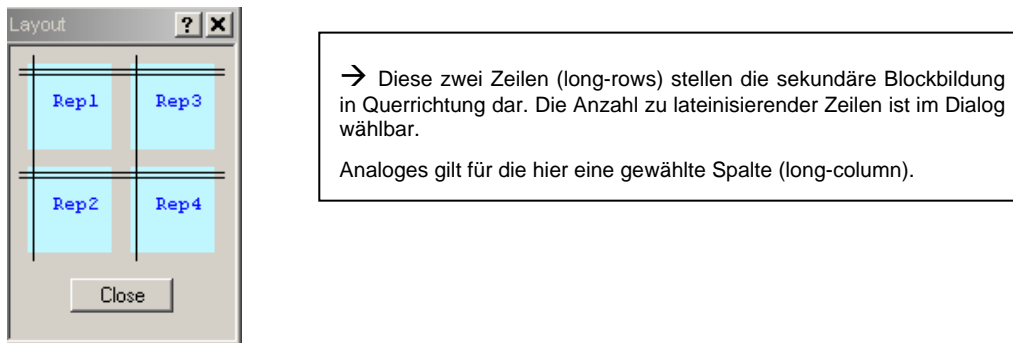 Layout
Rep1 Rep3
Rep2 Rep4
Close
→ Diese zwei Zeilen (long-rows) stellen die sekundäre Blockbildung
in Querrichtung dar. Die Anzahl zu lateinisierender Zeilen ist im Dialog
wählbar.
Analoges gilt für die hier eine gewählte Spalte (long-column).